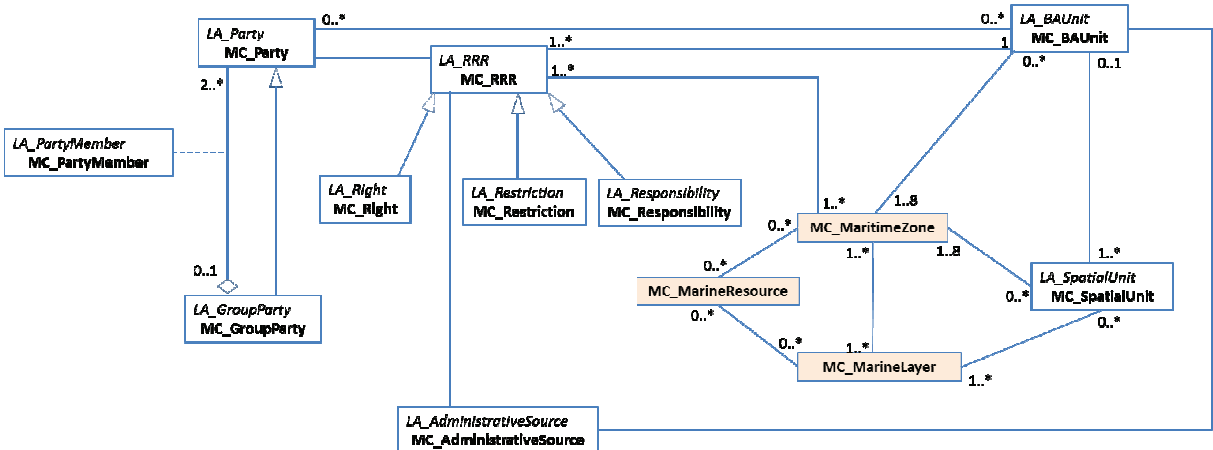 0..*
0..*
LA_Party
MC_Party
LA_BAUnit
MC_BAUnit
1..*
1
LA_RRR
MC_RRR
1..*
0..*
0..1
2..*
LA_PartyMember
MC_PartyMember
LA_Right
MC_Right
LA_Restriction
MC_Restriction
LA_Responsibility
MC_Responsibility
1..*
1..8
MC_MaritimeZone
0..*
1..*
1..8
1..*
0..1
0..*
MC_MarineResource
LA_SpatialUnit
MC_SpatialUnit
0..*
LA_GroupParty
MC_GroupParty
0..*
0..*
0..*
1..*
MC_MarineLayer
1..*
LA_AdministrativeSource
MC_AdministrativeSource